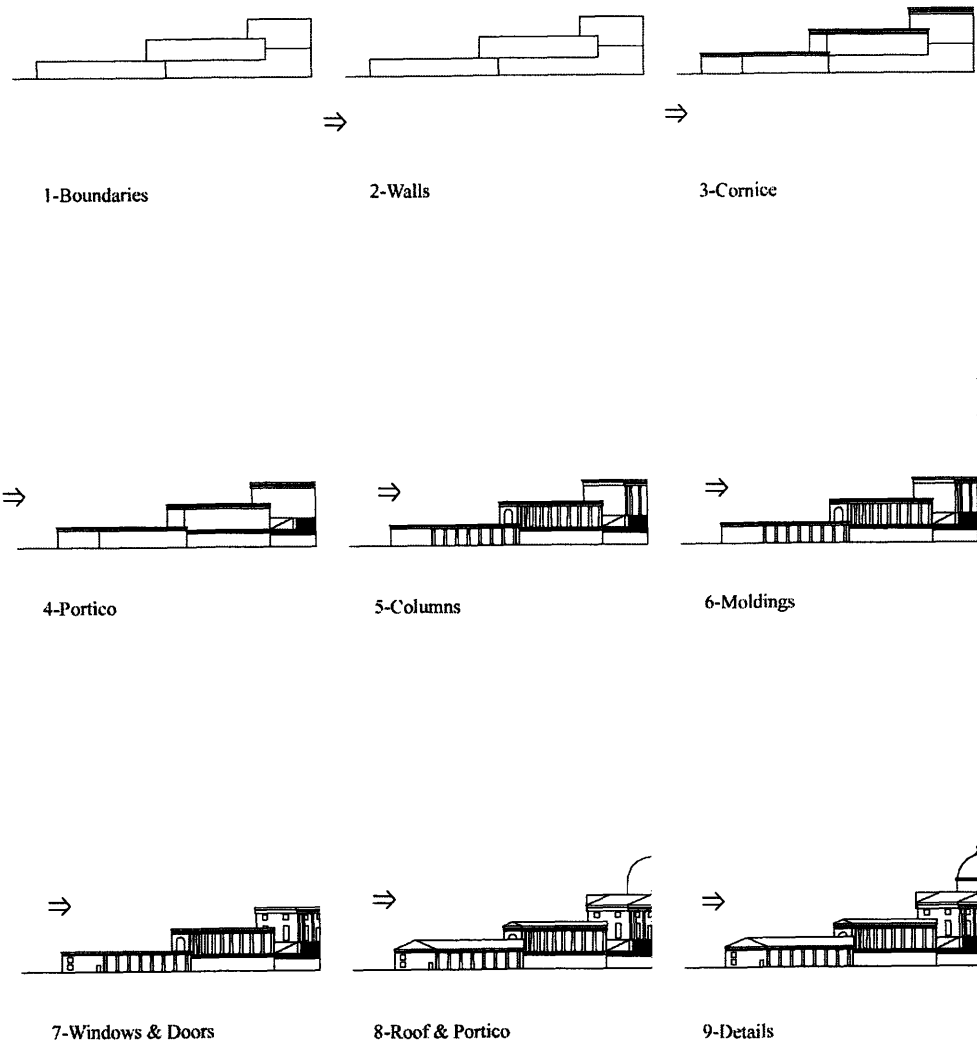 ⇒
⇒
1-Boundaries
2-Walls
3-Cornice
⇒
⇒
⇒
4-Portico
5-Columns
6-Moldings
⇒
⇒
⇒
7-Windows & Doors
8-Roof & Portico
9-Details